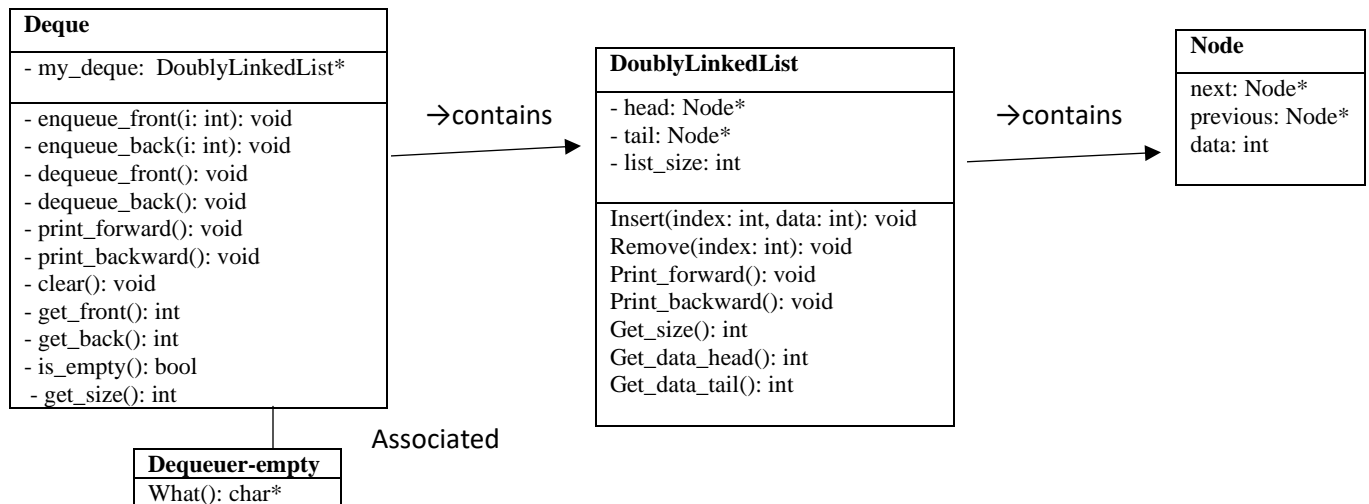 Deque
- my_deque: DoublyLinkedList*
- enqueue_front(i: int): void
- enqueue_back(i: int): void
- dequeue_front(): void
- dequeue_back(): void
- print_forward(): void
- print_backward(): void
- clear(): void
- get_front(): int
- get_back(): int
- is_empty(): bool
- get_size(): int
→contains
DoublyLinkedList
- head: Node*
- tail: Node*
- list_size: int
Insert(index: int, data: int): void
Remove(index: int): void
Print_forward(): void
Print_backward(): void
Get_size(): int
Get_data_head(): int
Get_data_tail(): int
→contains
Node
next: Node*
previous: Node*
data: int
Associated
Dequeuer-empty
What(): char*